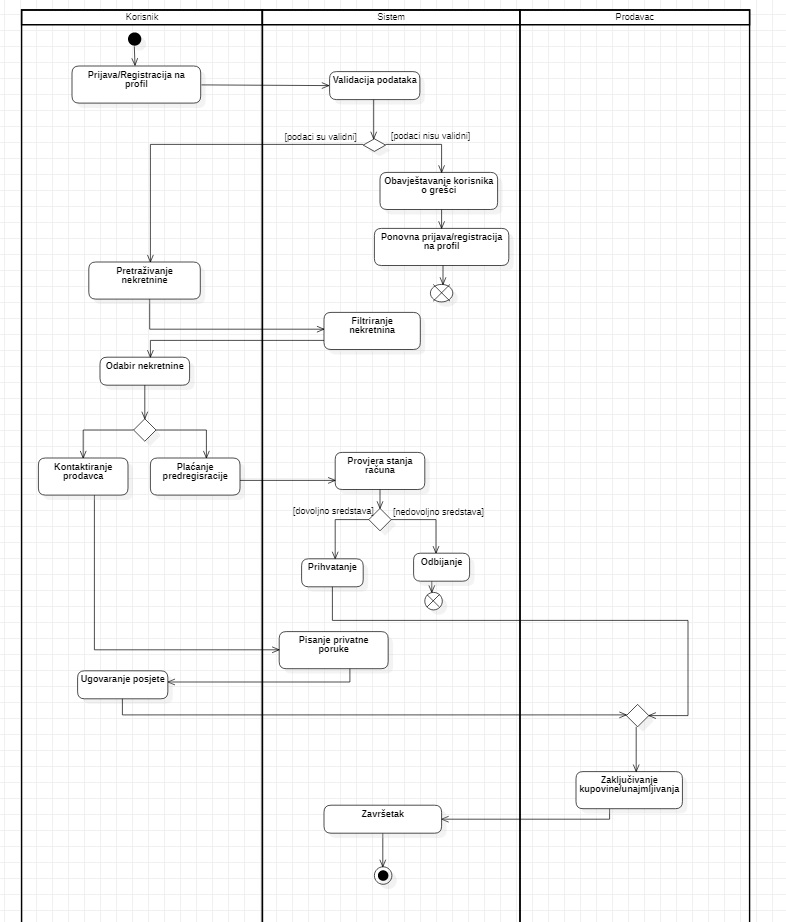 Korisnik
Sistem
Prodavac
Prijava/Registracija na
profil
Validacija podataka
[podaci su validni]
[podaci nisu validni]
Obavještavanje korisnika
o grešci
Ponovna prijava/registracija
na profil
Pretraživanje
nekretnine
Filtriranje
nekretnina
Odabir nekretnine
Kontaktiranje
prodavca
Plaćanje
predregisracije
Provjera stanja
računa
[dovoljno sredstava]
[nedovoljno sredstava]
Prihvatanje
Odbijanje
Pisanje privatne
poruke
Ugovaranje posjete
Zaključivanje
kupovine/unajmljivanja
Završetak